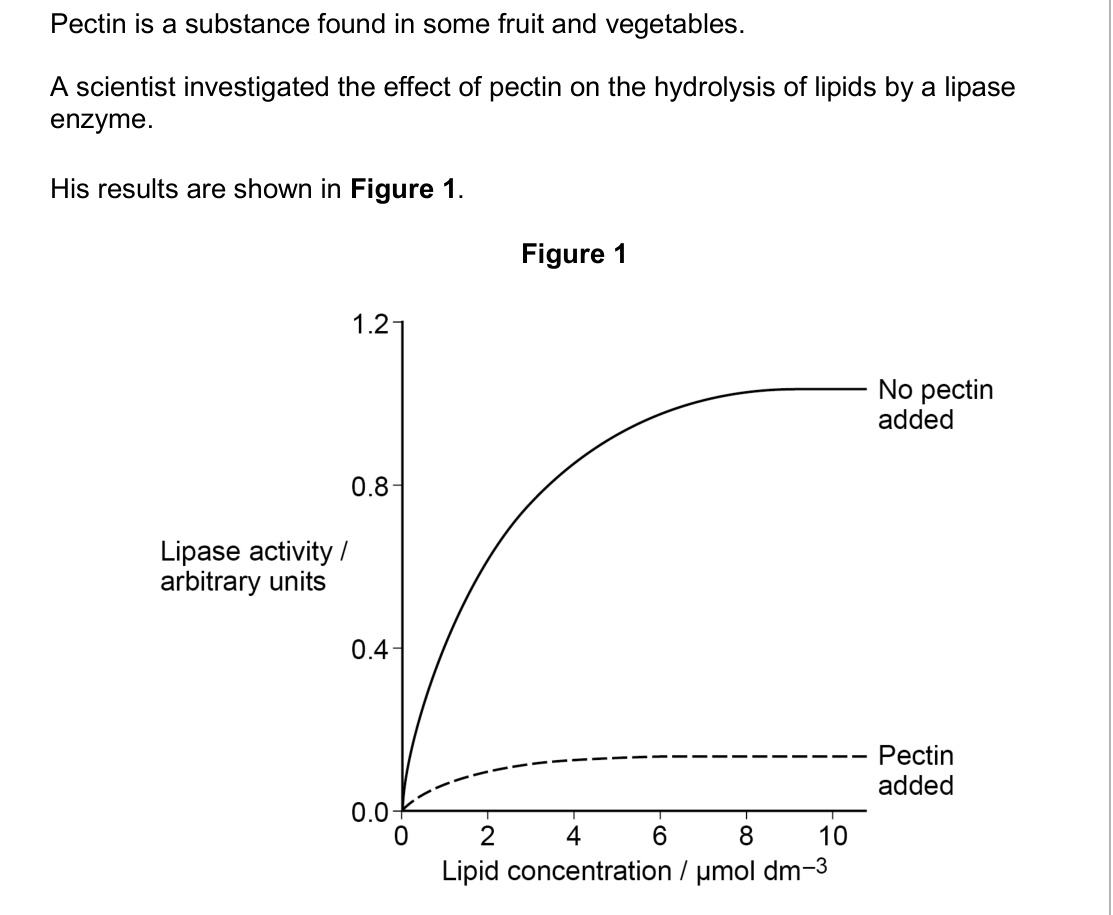 Pectin is a substance found in some fruit and vegetables.
A scientist investigated the effect of pectin on the hydrolysis of lipids by a lipase
enzyme.
His results are shown in Figure 1.
Figure 1
1.2
No pectin
added
0.8
Lipase activity /
arbitrary units
0.4
Pectin
added
0.0
0 2 4 6 8 10
Lipid concentration / µmol dm⁻³